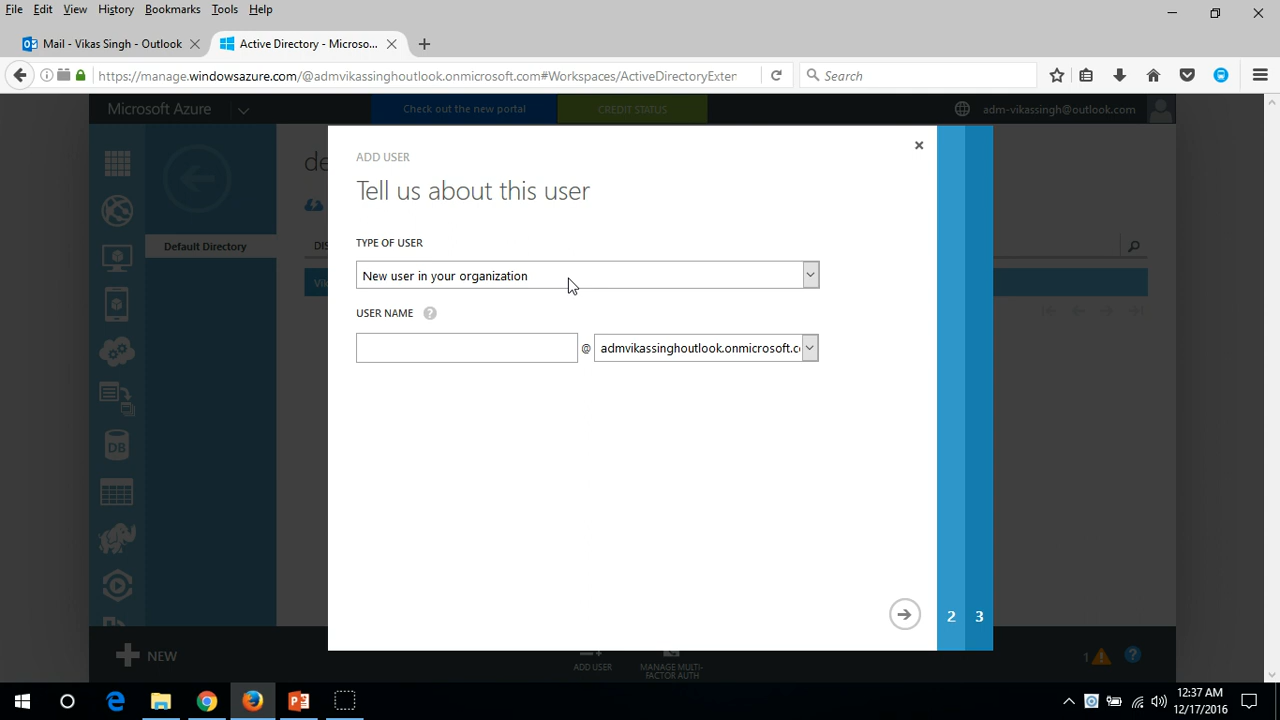 File Edit View History Bookmarks Tools Help
Mail - Vikas Singh - Outlook
Active Directory - Microso...
https://manage.windowsazure.com/@admvikassinghoutlook.onmicrosoft.com#Workspaces/ActiveDirectoryExten
Search
Microsoft Azure
Check out the new portal
CREDIT STATUS
adm-vikassingh@outlook.com
ADD USER
Tell us about this user
Default Directory
TYPE OF USER
New user in your organization
USER NAME ?
@ admvikassinghoutlook.onmicrosoft.co
DB
2 3
NEW
ADD USER
MANAGE MULTI-
FACTOR AUTH
1
?
12:37 AM
12/17/2016